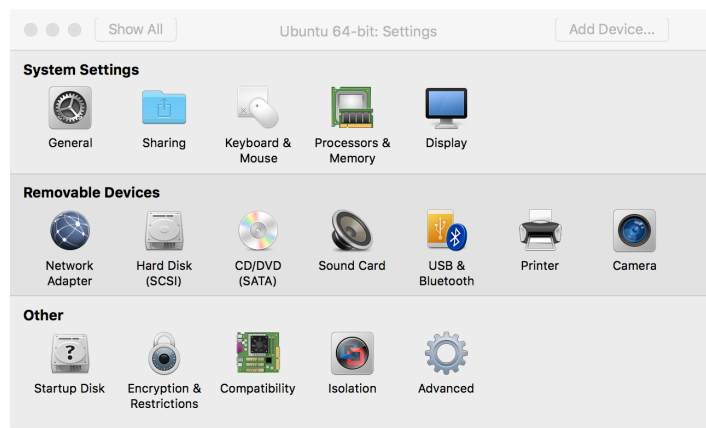 Show All
Ubuntu 64-bit: Settings
Add Device...
System Settings
General
Sharing
Keyboard &
Mouse
Processors &
Memory
Display
Removable Devices
Network
Adapter
Hard Disk
(SCSI)
CD/DVD
(SATA)
Sound Card
USB &
Bluetooth
Printer
Camera
Other
Startup Disk
Encryption &
Restrictions
Compatibility
Isolation
Advanced